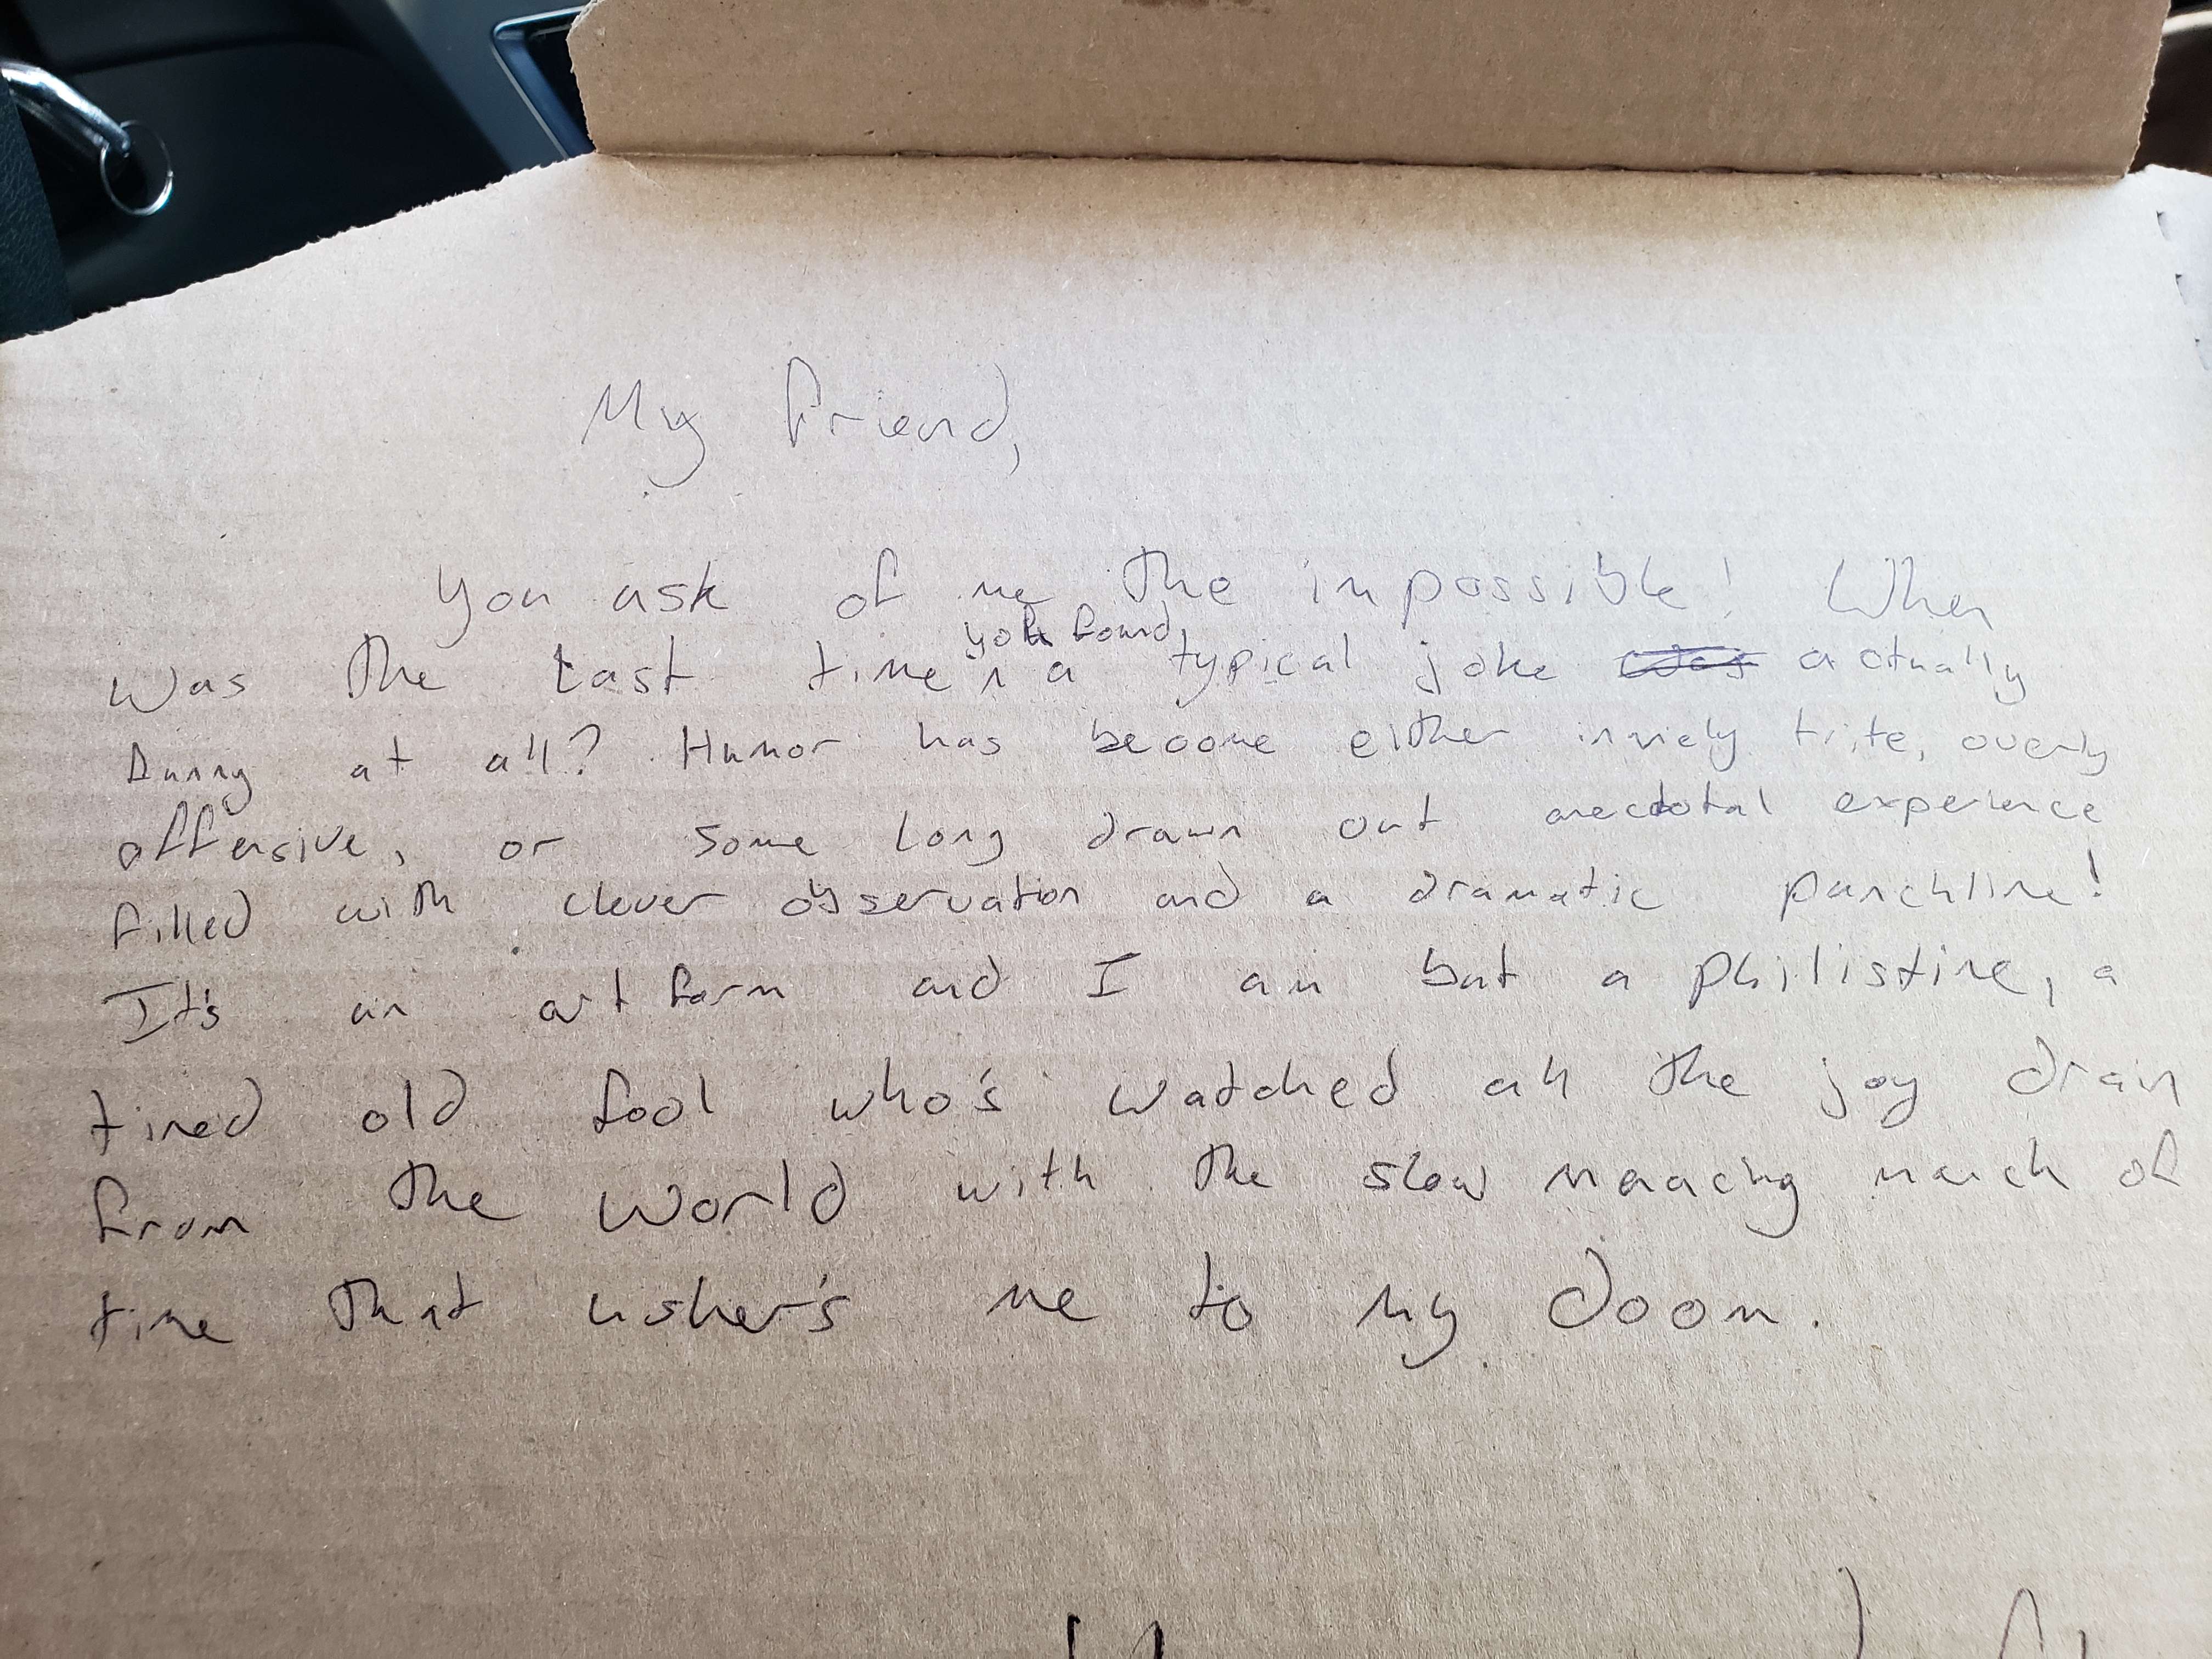 My friend,
You ask of me the impossible! When
you found
was the last time a typical joke was actually
funny at all? Humor has become either inanely trite, overly
offensive, or some long drawn out anecdotal experience
filled with clever observation and a dramatic punchline!
It's an art form and I am but a philistine, a
tired old fool who's watched all the joy drain
from the world with the slow march of
time that usher's me to my doom.